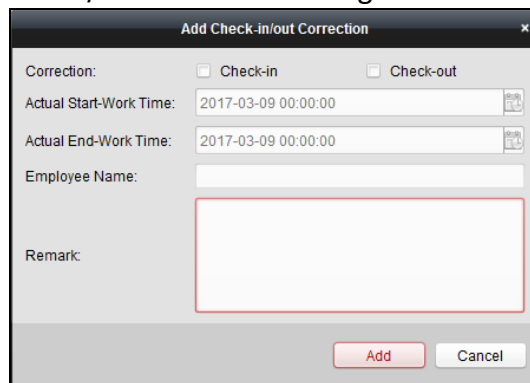 Add Check-in/out Correction ×
Correction: Check-in Check-out
Actual Start-Work Time: 2017-03-09 00:00:00
Actual End-Work Time: 2017-03-09 00:00:00
Employee Name:
Remark:
Add Cancel